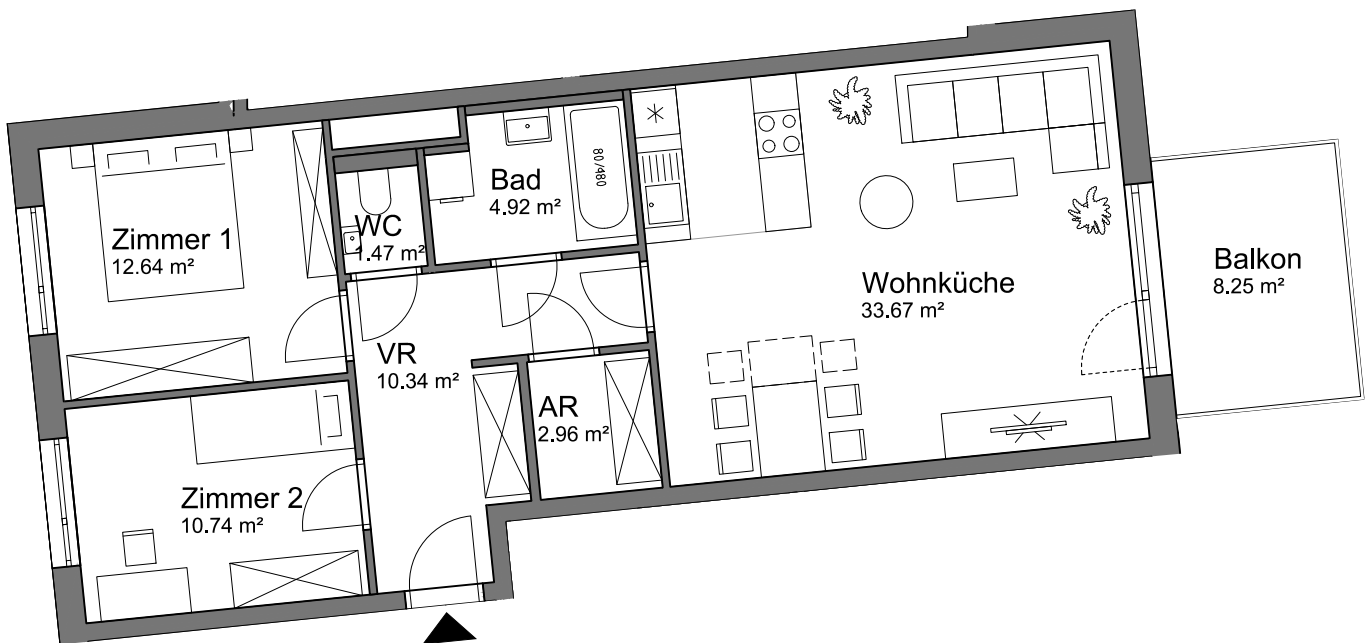 Zimmer 1
12.64 m²
WC
1.47 m²
Bad
4.92 m²
80/180
Wohnküche
33.67 m²
Balkon
8.25 m²
VR
10.34 m²
AR
2.96 m²
Zimmer 2
10.74 m²